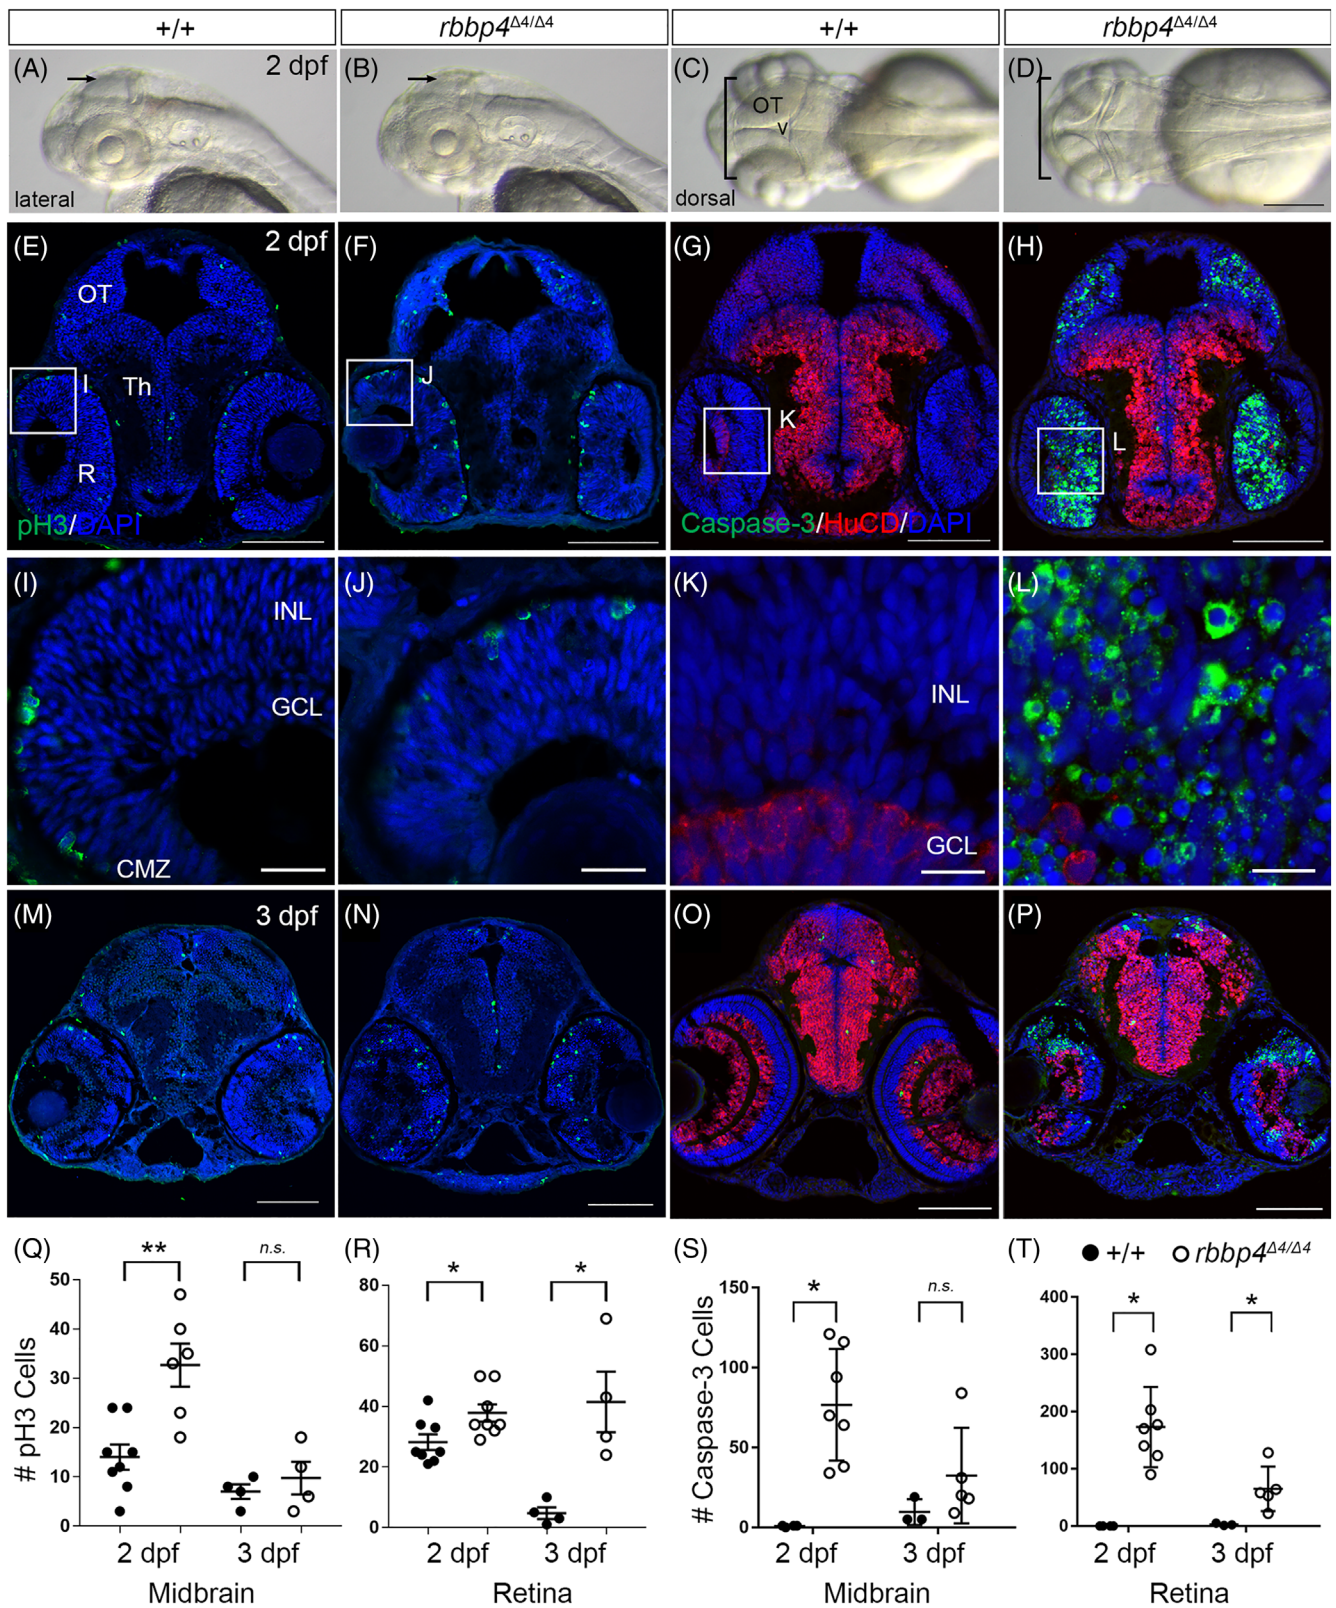 +/+ rbbp4Δ4/Δ4 +/+ rbbp4Δ4/Δ4
(A) 2 dpf (B) (C) (D)
OT
v
lateral dorsal
(E) 2 dpf (F) (G) (H)
OT
I Th J K L
R
pH3/DAPI Caspase-3/HuCD/DAPI
(I) (J) (K) (L)
INL
GCL INL
CMZ GCL
(M) 3 dpf (N) (O) (P)
(Q) (R) (S) (T) +/+ rbbp4Δ4/Δ4
** n.s. * * * n.s. * *
# pH3 Cells
50
40
30
20
10
0
2 dpf 3 dpf
Midbrain
80
60
40
20
0
2 dpf 3 dpf
Retina
# Caspase-3 Cells
150
100
50
0
2 dpf 3 dpf
Midbrain
400
300
200
100
0
2 dpf 3 dpf
Retina